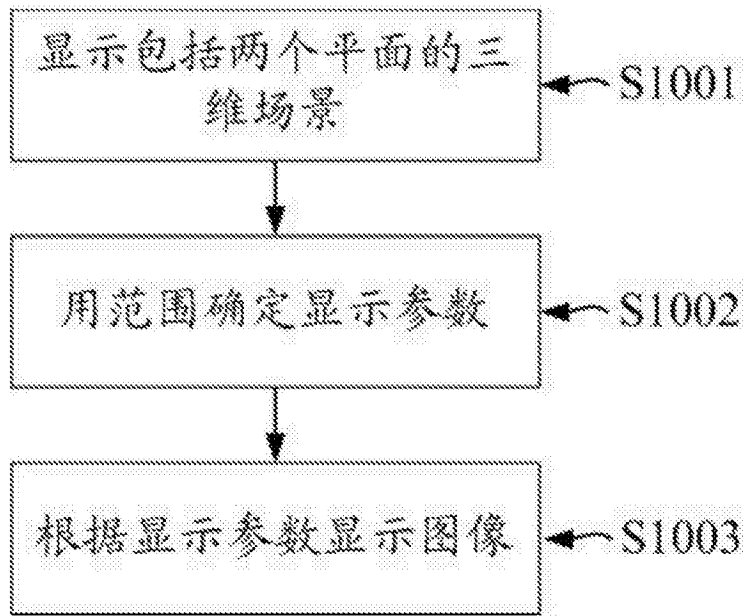 显示包括两个平面的三
维场景
S1001
用范围确定显示参数
S1002
根据显示参数显示图像
S1003